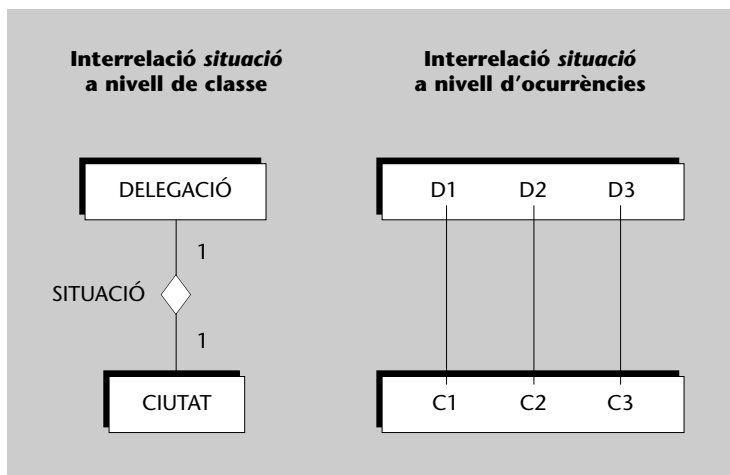 Interrelació situació
a nivell de classe
Interrelació situació
a nivell d'ocurrències
DELEGACIÓ
1
SITUACIÓ
1
CIUTAT
D1 D2 D3
C1 C2 C3